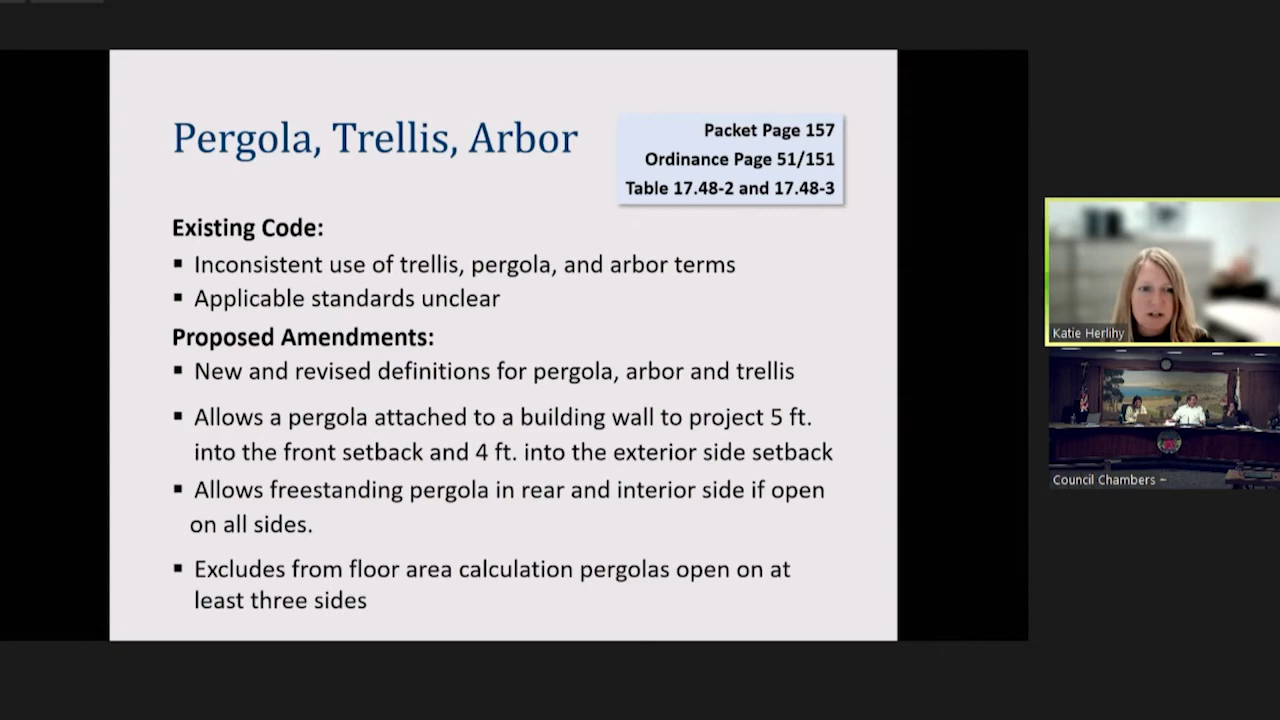 Pergola, Trellis, Arbor
Packet Page 157
Ordinance Page 51/151
Table 17.48-2 and 17.48-3
Existing Code:
▪ Inconsistent use of trellis, pergola, and arbor terms
▪ Applicable standards unclear
Proposed Amendments:
▪ New and revised definitions for pergola, arbor and trellis
▪ Allows a pergola attached to a building wall to project 5 ft.
into the front setback and 4 ft. into the exterior side setback
▪ Allows freestanding pergola in rear and interior side if open
on all sides.
▪ Excludes from floor area calculation pergolas open on at
least three sides
Katie Herlihy
Council Chambers ~